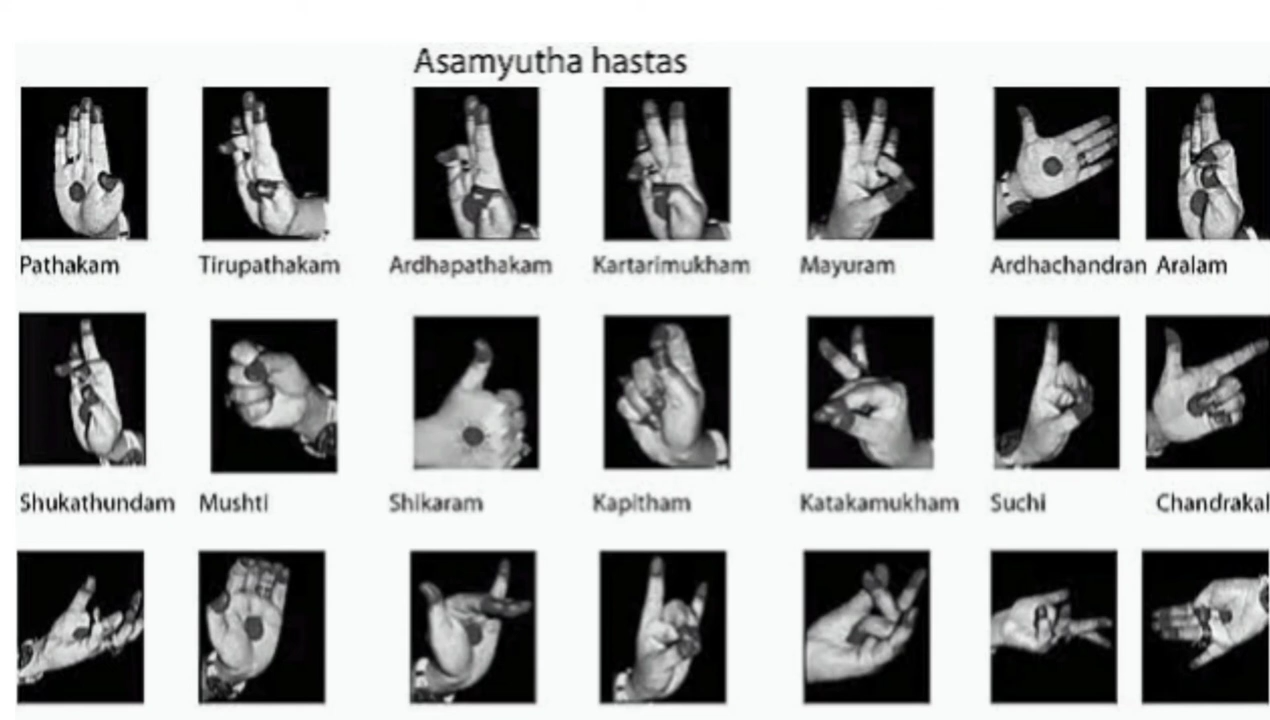 Asamyutha hastas
Pathakam Tirupathakam Ardhapathakam Kartarimukham Mayuram Ardhachandran Aralam
Shukathundam Mushti Shikaram Kapitham Katakamukham Suchi Chandrakal